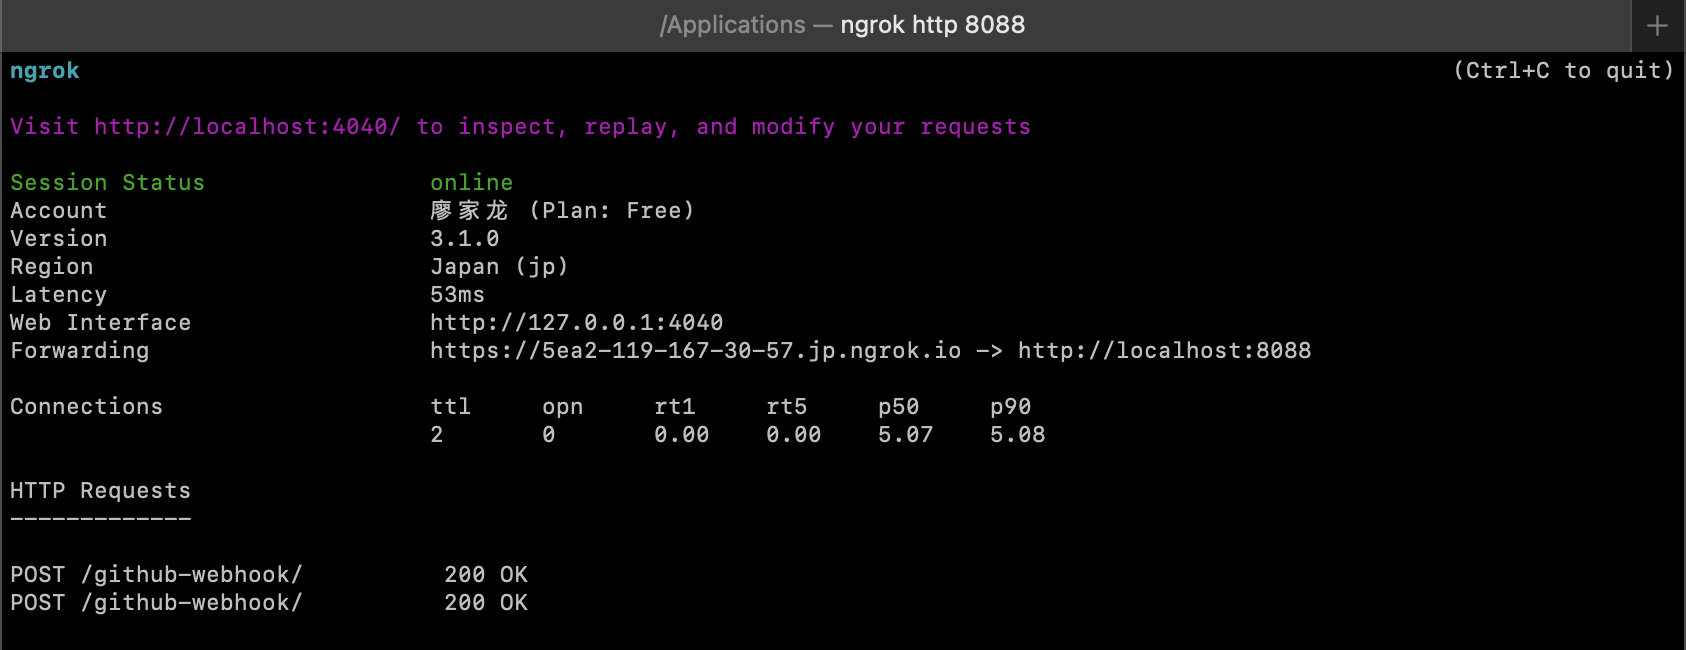 /Applications — ngrok http 8088 +
ngrok (Ctrl+C to quit)
Visit http://localhost:4040/ to inspect, replay, and modify your requests
Session Status online
Account 廖家龙 (Plan: Free)
Version 3.1.0
Region Japan (jp)
Latency 53ms
Web Interface http://127.0.0.1:4040
Forwarding https://5ea2-119-167-30-57.jp.ngrok.io -> http://localhost:8088
Connections ttl opn rt1 rt5 p50 p90
2 0 0.00 0.00 5.07 5.08
HTTP Requests
-------------
POST /github-webhook/ 200 OK
POST /github-webhook/ 200 OK